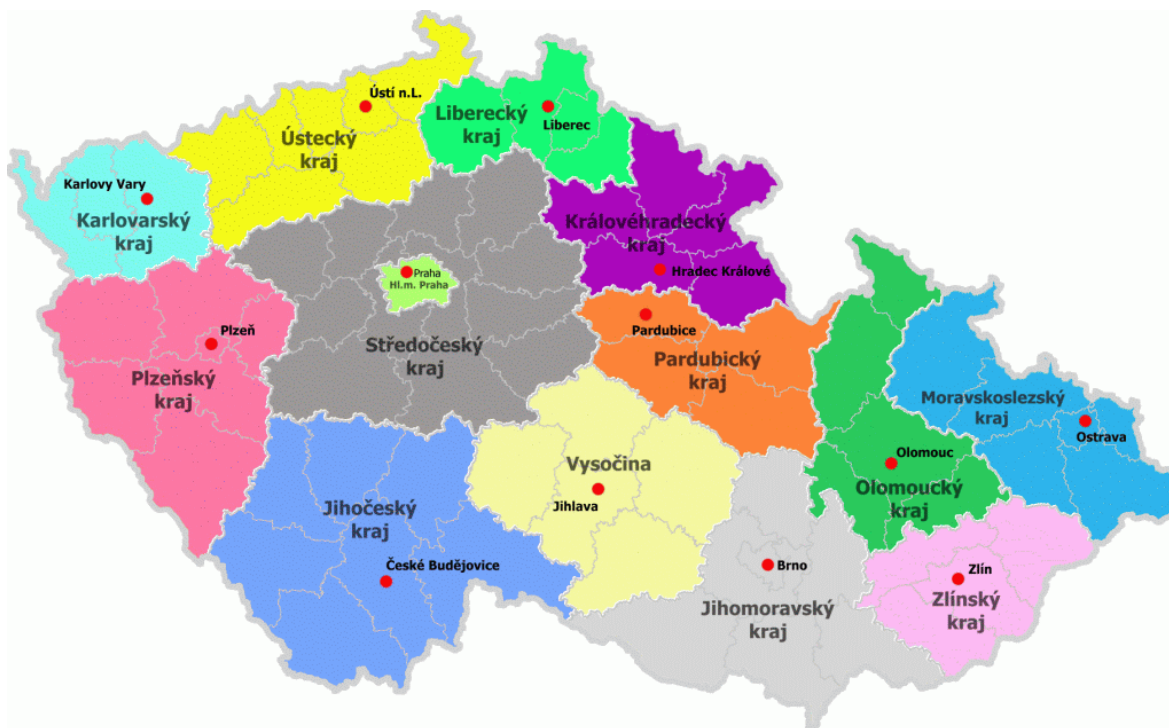 Ústí n.L.
Liberecký
kraj
Liberec
Ústecký
kraj
Karlovy Vary
Karlovarský
kraj
Královéhradecký
kraj
Hradec Králové
Praha
Hl.m. Praha
Plzeň
Plzeňský
kraj
Středočeský
kraj
Pardubice
Pardubický
kraj
Moravskoslezský
kraj
Ostrava
Olomouc
Olomoucký
kraj
Vysočina
Jihlava
Jihočeský
kraj
České Budějovice
Brno
Jihomoravský
kraj
Zlín
Zlínský
kraj